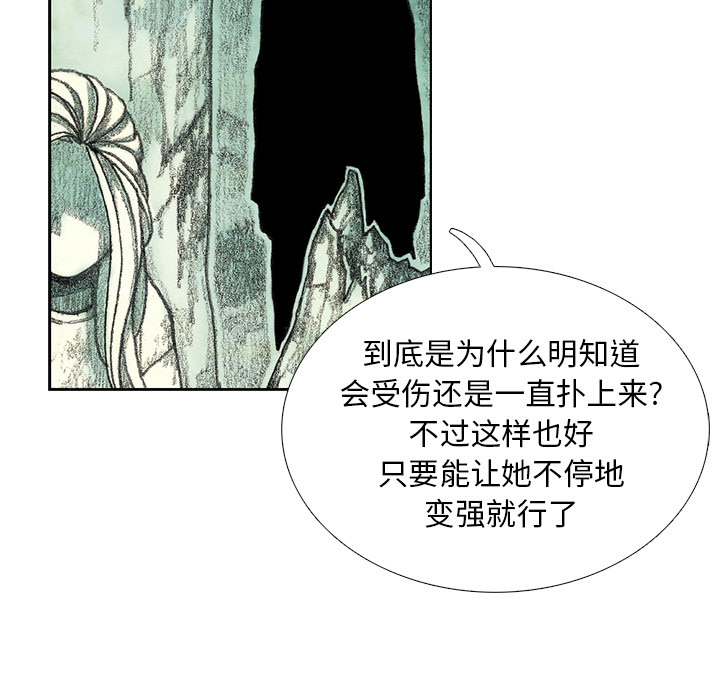 到底是为什么明知道
会受伤还是一直扑上来?
不过这样也好
只要能让她不停地
变强就行了